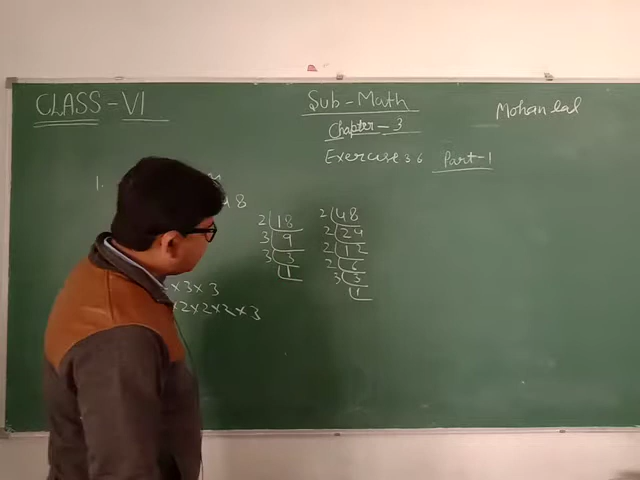 CLASS-VI
Sub-Math
Mohan lal
Chapter-3
Exercise 3.6 Part-1
1.
48
2 | 18
3 | 9
3 | 3
1
2 | 48
2 | 24
2 | 12
2 | 6
3 | 3
1
× 3 × 3
× 2 × 2 × 2 × 3